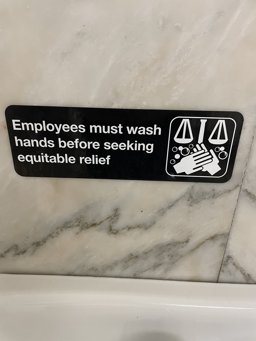 Employees must wash
hands before seeking
equitable relief